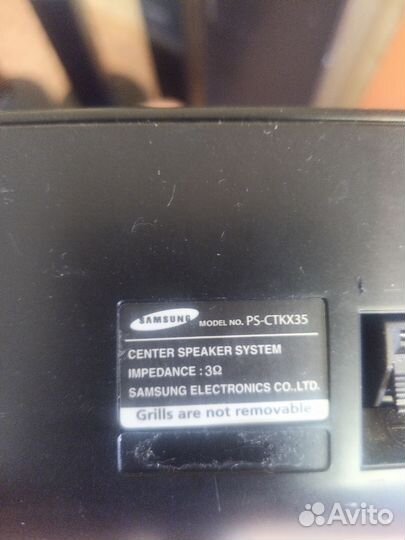 SAMSUNG MODEL NO. PS-CTKX35
CENTER SPEAKER SYSTEM
IMPEDANCE : 3Ω
SAMSUNG ELECTRONICS CO.,LTD.
Grills are not removable
Avito